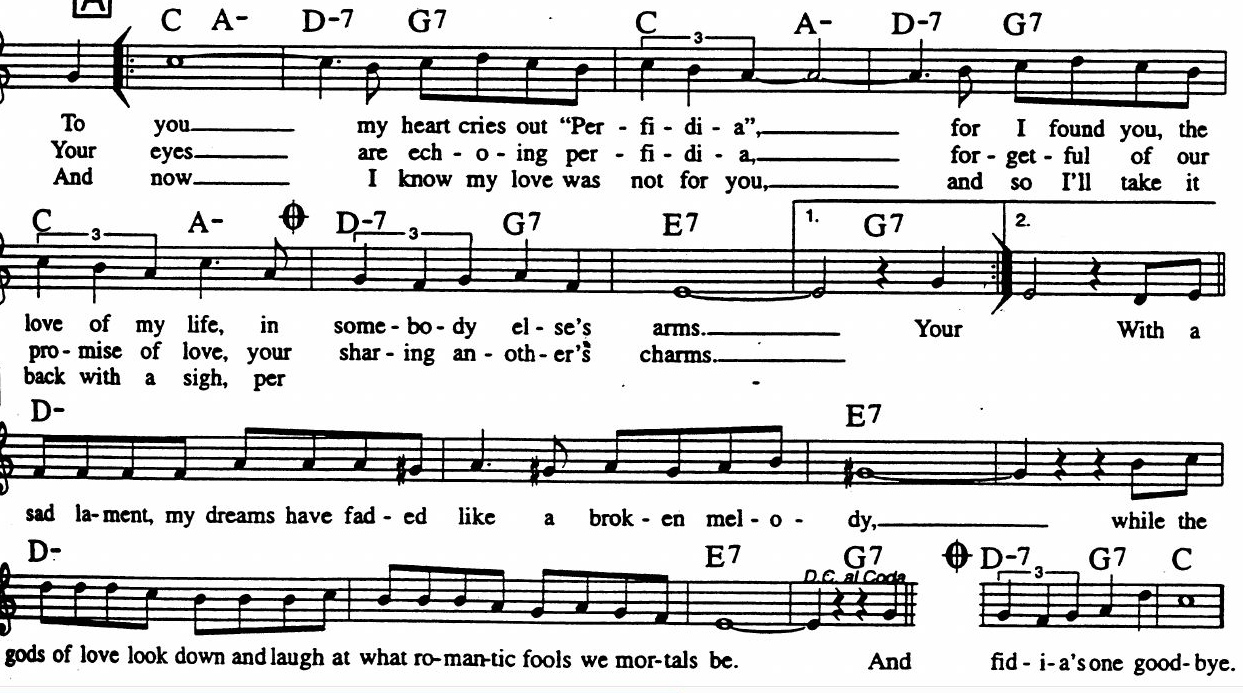 A
C A- D-7 G7 C A- D-7 G7
3
To you my heart cries out “Per - fi - di - a”, for I found you, the
Your eyes are ech - o - ing per - fi - di - a, for - get - ful of our
And now I know my love was not for you, and so I'll take it
C A- D-7 G7 E7 1. G7 2.
3 3
love of my life, in some - bo - dy el - se's arms. Your With a
pro - mise of love, your shar - ing an - oth - er's charms.
back with a sigh, per
D- E7
sad la-ment, my dreams have fad - ed like a brok - en mel - o - dy, while the
D- E7 G7 D-7 G7 C
D.C. al Coda 3
gods of love look down and laugh at what ro-man-tic fools we mor-tals be. And fid - i-a's one good-bye.